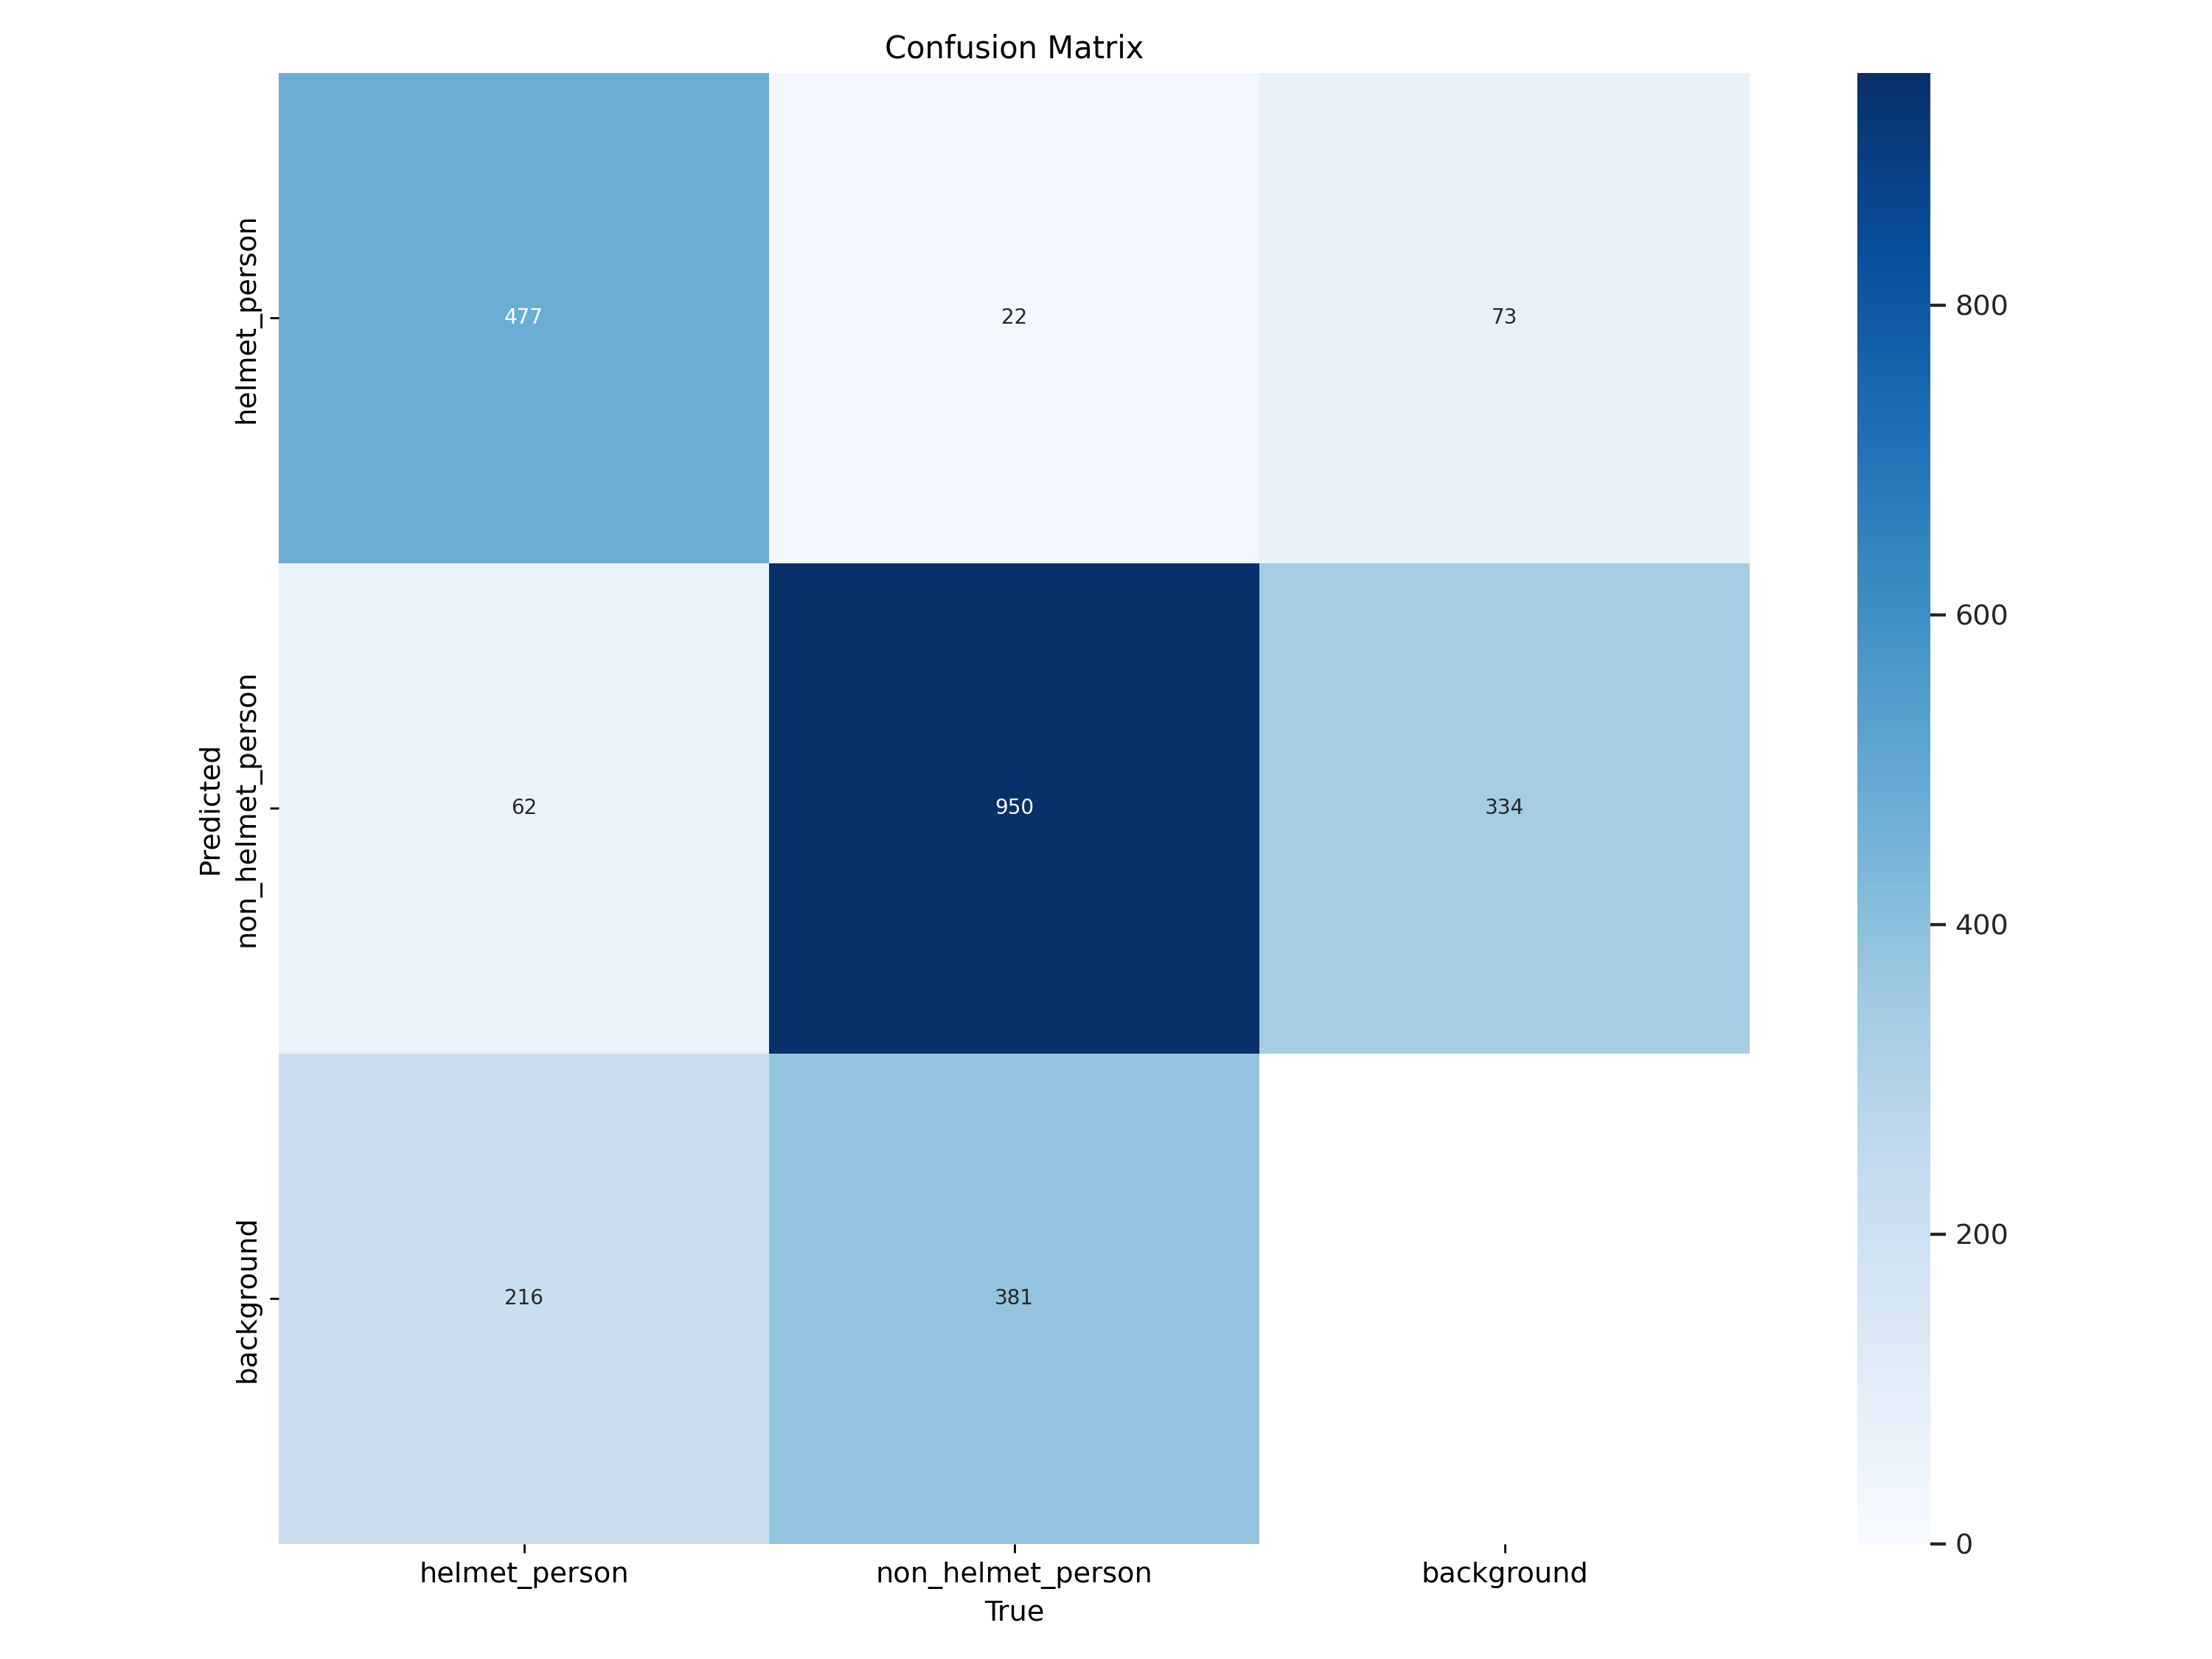 Confusion Matrix
Predicted
helmet_person
477
22
73
non_helmet_person
62
950
334
background
216
381
helmet_person
non_helmet_person
background
True
800
600
400
200
0